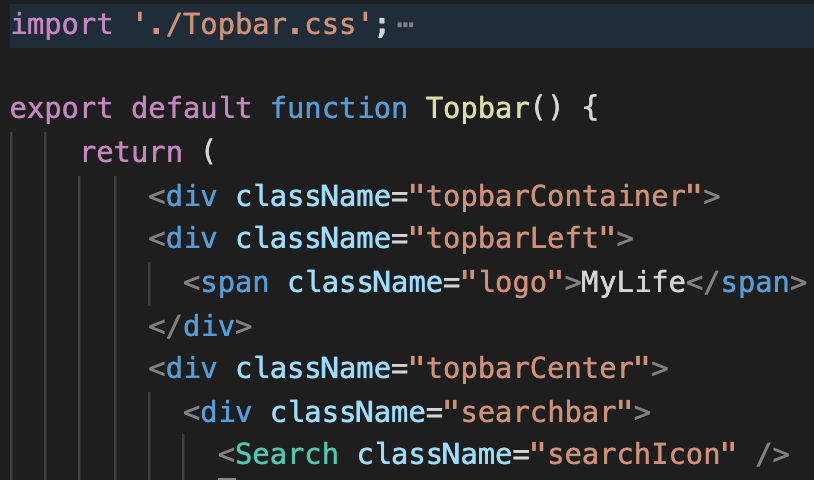 import './Topbar.css';⋯
export default function Topbar() {
return (
<div className="topbarContainer">
<div className="topbarLeft">
<span className="logo">MyLife</span>
</div>
<div className="topbarCenter">
<div className="searchbar">
<Search className="searchIcon" />